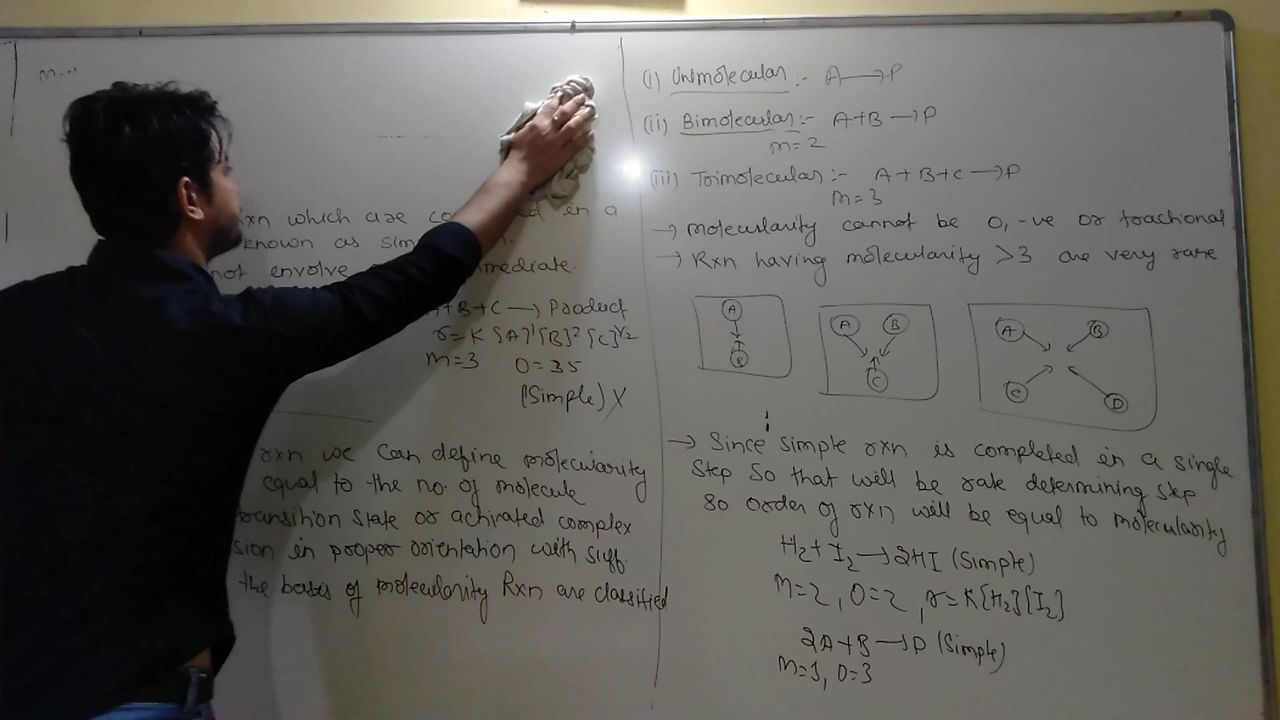 m...
rxn which are co ed in a
known as sim n.
not envolve mediate.
A+B+C → Product
r=K [A]¹ [B]² [C]^1/2
m=3 O=3.5
(Simple) X
rxn we can define molecularity
equal to the no. of molecule
transition state or activated complex
sion in proper orientation with suff
the basis of molecularity Rxn are classified
(i) Unimolecular :- A → P
(ii) Bimolecular :- A+B → P
m=2
(iii) Trimolecular :- A+B+C → P
m=3
→ molecularity cannot be 0, -ve or fractional
→ Rxn having molecularity >3 are very rare
A
B
A B
C
A B
C D
→ Since simple rxn is completed in a single
step so that will be rate determining step
so order of rxn will be equal to molecularity
H₂+I₂ → 2HI (Simple)
m=2, O=2, r=K[H₂][I₂]
2A+B → P (Simple)
m=3, O=3